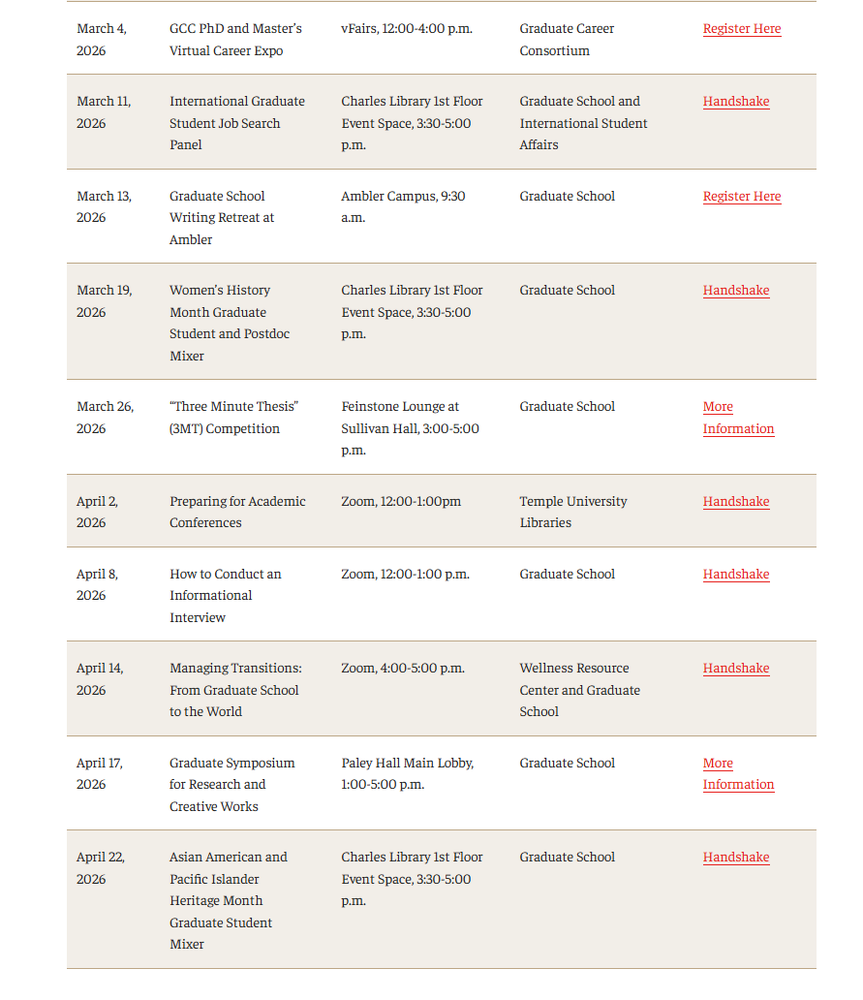 March 4, 2026
GCC PhD and Master's Virtual Career Expo
vFairs, 12:00-4:00 p.m.
Graduate Career Consortium
Register Here
March 11, 2026
International Graduate Student Job Search Panel
Charles Library 1st Floor Event Space, 3:30-5:00 p.m.
Graduate School and International Student Affairs
Handshake
March 13, 2026
Graduate School Writing Retreat at Ambler
Ambler Campus, 9:30 a.m.
Graduate School
Register Here
March 19, 2026
Women's History Month Graduate Student and Postdoc Mixer
Charles Library 1st Floor Event Space, 3:30-5:00 p.m.
Graduate School
Handshake
March 26, 2026
“Three Minute Thesis” (3MT) Competition
Feinstone Lounge at Sullivan Hall, 3:00-5:00 p.m.
Graduate School
More Information
April 2, 2026
Preparing for Academic Conferences
Zoom, 12:00-1:00pm
Temple University Libraries
Handshake
April 8, 2026
How to Conduct an Informational Interview
Zoom, 12:00-1:00 p.m.
Graduate School
Handshake
April 14, 2026
Managing Transitions: From Graduate School to the World
Zoom, 4:00-5:00 p.m.
Wellness Resource Center and Graduate School
Handshake
April 17, 2026
Graduate Symposium for Research and Creative Works
Paley Hall Main Lobby, 1:00-5:00 p.m.
Graduate School
More Information
April 22, 2026
Asian American and Pacific Islander Heritage Month Graduate Student Mixer
Charles Library 1st Floor Event Space, 3:30-5:00 p.m.
Graduate School
Handshake